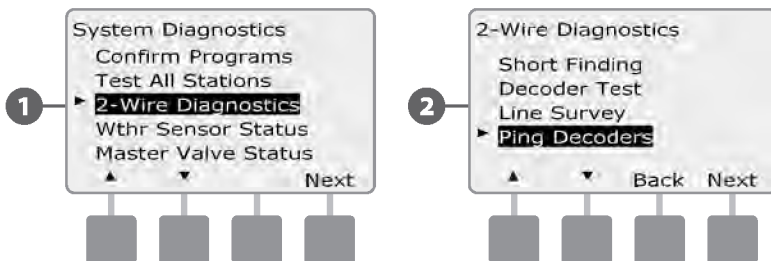 System Diagnostics
Confirm Programs
Test All Stations
1
2-Wire Diagnostics
Wthr Sensor Status
Master Valve Status
Next
2-Wire Diagnostics
Short Finding
Decoder Test
2
Line Survey
Ping Decoders
Back Next